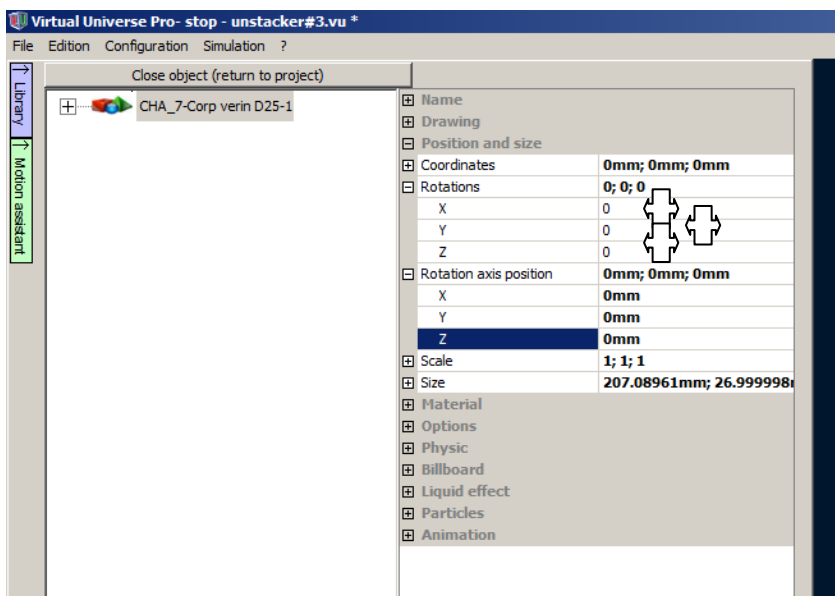 Virtual Universe Pro- stop - unstacker#3.vu *
File Edition Configuration Simulation ?
↑ Library
↑ Motion assistant
Close object (return to project)
CHA_7-Corp verin D25-1
Name
Drawing
Position and size
Coordinates 0mm; 0mm; 0mm
Rotations 0; 0; 0
X 0
Y 0
Z 0
Rotation axis position 0mm; 0mm; 0mm
X 0mm
Y 0mm
Z 0mm
Scale 1; 1; 1
Size 207.08961mm; 26.999998
Material
Options
Physic
Billboard
Liquid effect
Particles
Animation